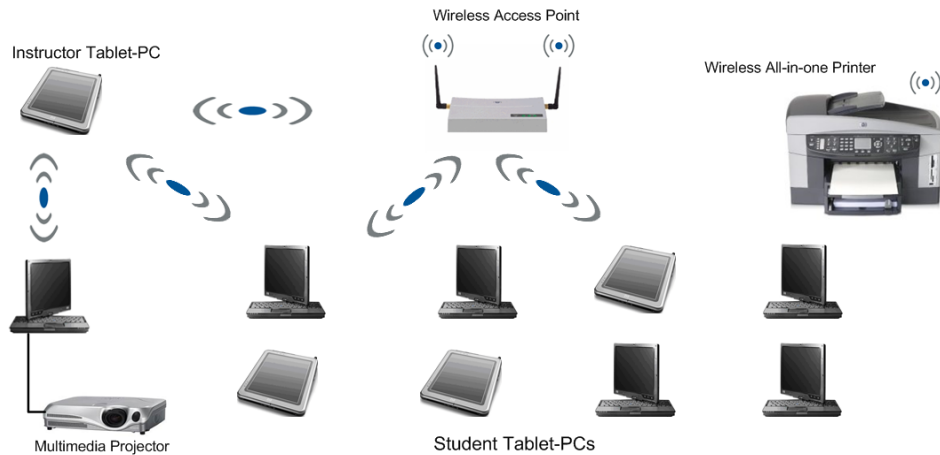 Wireless Access Point
Instructor Tablet-PC
Wireless All-in-one Printer
Multimedia Projector
Student Tablet-PCs